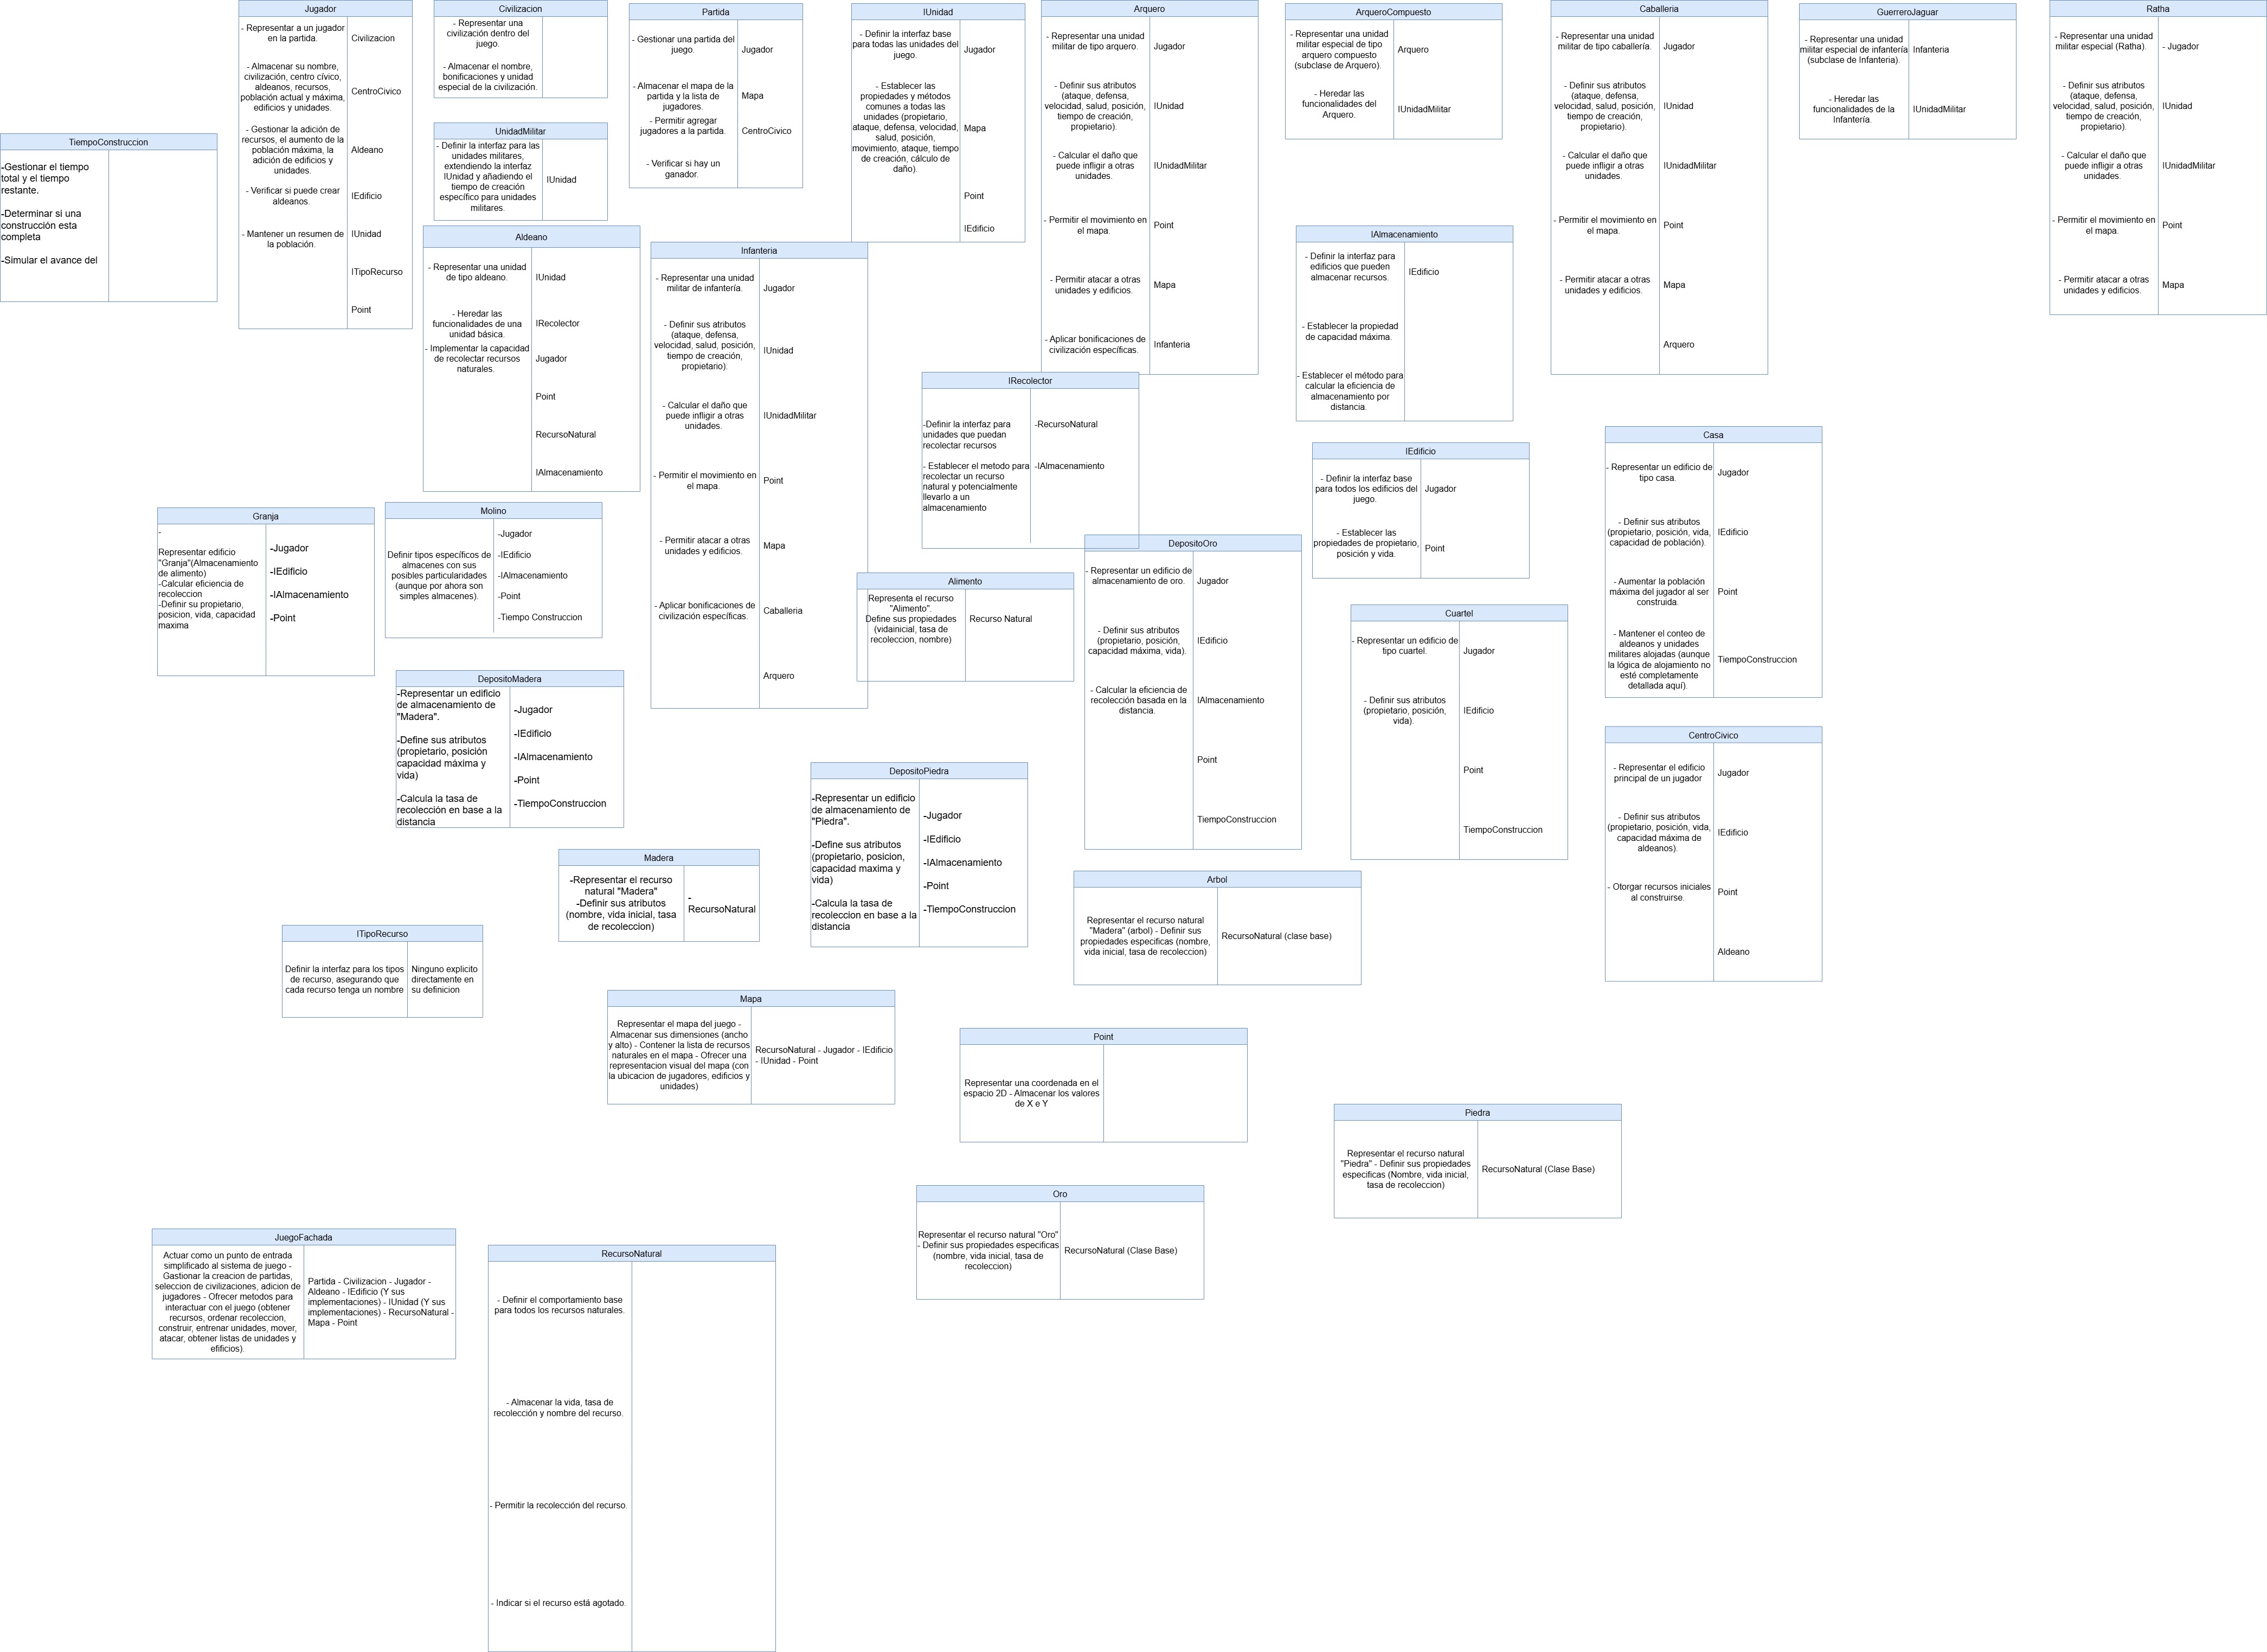 Jugador
- Representar a un jugador
en la partida.
- Almacenar su nombre,
civilización, centro cívico,
aldeanos, recursos,
población actual y máxima,
edificios y unidades.
- Gestionar la adición de
recursos, el aumento de la
población máxima, la
adición de edificios y
unidades.
- Verificar si puede crear
aldeanos.
- Mantener un resumen de
la población.
Civilizacion
CentroCivico
Aldeano
IEdificio
IUnidad
ITipoRecurso
Point
Civilizacion
- Representar una
civilización dentro del
juego.
- Almacenar el nombre,
bonificaciones y unidad
especial de la civilización.
Partida
- Gestionar una partida del
juego.
- Almacenar el mapa de la
partida y la lista de
jugadores.
- Permitir agregar
jugadores a la partida.
- Verificar si hay un
ganador.
Jugador
Mapa
CentroCivico
IUnidad
- Definir la interfaz base
para todas las unidades del
juego.
- Establecer las
propiedades y métodos
comunes a todas las
unidades (propietario,
ataque, defensa, velocidad,
salud, posición,
movimiento, ataque, tiempo
de creación, cálculo de
daño).
Jugador
Mapa
Point
IEdificio
Arquero
- Representar una unidad
militar de tipo arquero.
- Definir sus atributos
(ataque, defensa,
velocidad, salud, posición,
tiempo de creación,
propietario).
- Calcular el daño que
puede infligir a otras
unidades.
- Permitir el movimiento en
el mapa.
- Permitir atacar a otras
unidades y edificios.
- Aplicar bonificaciones de
civilización específicas.
Jugador
IUnidad
IUnidadMilitar
Point
Mapa
Infanteria
ArqueroCompuesto
- Representar una unidad
militar especial de tipo
arquero compuesto
(subclase de Arquero).
- Heredar las
funcionalidades del
Arquero.
Arquero
IUnidadMilitar
Caballeria
- Representar una unidad
militar de tipo caballería.
- Definir sus atributos
(ataque, defensa,
velocidad, salud, posición,
tiempo de creación,
propietario).
- Calcular el daño que
puede infligir a otras
unidades.
- Permitir el movimiento en
el mapa.
- Permitir atacar a otras
unidades y edificios.
Jugador
IUnidad
IUnidadMilitar
Point
Mapa
Arquero
GuerreroJaguar
- Representar una unidad
militar especial de infantería
(subclase de Infanteria).
- Heredar las
funcionalidades de la
Infantería.
Infanteria
IUnidadMilitar
Ratha
- Representar una unidad
militar especial (Ratha).
- Definir sus atributos
(ataque, defensa,
velocidad, salud, posición,
tiempo de creación,
propietario).
- Calcular el daño que
puede infligir a otras
unidades.
- Permitir el movimiento en
el mapa.
- Permitir atacar a otras
unidades y edificios.
- Jugador
IUnidad
IUnidadMilitar
Point
Mapa
TiempoConstruccion
-Gestionar el tiempo
total y el tiempo
restante.
-Determinar si una
construcción esta
completa
-Simular el avance del
UnidadMilitar
- Definir la interfaz para las
unidades militares,
extendiendo la interfaz
IUnidad y añadiendo el
tiempo de creación
específico para unidades
militares.
IUnidad
Aldeano
- Representar una unidad
de tipo aldeano.
- Heredar las
funcionalidades de una
unidad básica.
- Implementar la capacidad
de recolectar recursos
naturales.
IUnidad
IRecolector
Jugador
Point
RecursoNatural
IAlmacenamiento
Infanteria
- Representar una unidad
militar de infantería.
- Definir sus atributos
(ataque, defensa,
velocidad, salud, posición,
tiempo de creación,
propietario).
- Calcular el daño que
puede infligir a otras
unidades.
- Permitir el movimiento en
el mapa.
- Permitir atacar a otras
unidades y edificios.
- Aplicar bonificaciones de
civilización específicas.
Jugador
IUnidad
IUnidadMilitar
Point
Mapa
Caballeria
Arquero
IAlmacenamiento
- Definir la interfaz para
edificios que pueden
almacenar recursos.
- Establecer la propiedad
de capacidad máxima.
- Establecer el método para
calcular la eficiencia de
almacenamiento por
distancia.
IEdificio
IRecolector
-Definir la interfaz para
unidades que puedan
recolectar recursos
- Establecer el metodo para
recolectar un recurso
natural y potencialmente
llevarlo a un
almacenamiento
-RecursoNatural
-IAlmacenamiento
IEdificio
- Definir la interfaz base
para todos los edificios del
juego.
- Establecer las
propiedades de propietario,
posición y vida.
Jugador
Point
Casa
- Representar un edificio de
tipo casa.
- Definir sus atributos
(propietario, posición, vida,
capacidad de población).
- Aumentar la población
máxima del jugador al ser
construida.
- Mantener el conteo de
aldeanos y unidades
militares alojadas (aunque
la lógica de alojamiento no
esté completamente
detallada aquí).
Jugador
IEdificio
Point
TiempoConstruccion
Granja
-
Representar edificio
"Granja"(Almacenamiento
de alimento)
-Calcular eficiencia de
recoleccion
-Definir su propietario,
posicion, vida, capacidad
maxima
-Jugador
-IEdificio
-IAlmacenamiento
-Point
Molino
Definir tipos específicos de
almacenes con sus
posibles particularidades
(aunque por ahora son
simples almacenes).
-Jugador
-IEdificio
-IAlmacenamiento
-Point
-Tiempo Construccion
DepositoOro
- Representar un edificio de
almacenamiento de oro.
- Definir sus atributos
(propietario, posición,
capacidad máxima, vida).
- Calcular la eficiencia de
recolección basada en la
distancia.
Jugador
IEdificio
IAlmacenamiento
Point
TiempoConstruccion
Alimento
Representa el recurso
"Alimento".
Define sus propiedades
(vidainicial, tasa de
recoleccion, nombre)
Recurso Natural
Cuartel
- Representar un edificio de
tipo cuartel.
- Definir sus atributos
(propietario, posición,
vida).
Jugador
IEdificio
Point
TiempoConstruccion
DepositoMadera
-Representar un edificio
de almacenamiento de
"Madera".
-Define sus atributos
(propietario, posición
capacidad máxima y
vida)
-Calcula la tasa de
recolección en base a la
distancia
-Jugador
-IEdificio
-IAlmacenamiento
-Point
-TiempoConstruccion
CentroCivico
- Representar el edificio
principal de un jugador
- Definir sus atributos
(propietario, posición, vida,
capacidad máxima de
aldeanos).
- Otorgar recursos iniciales
al construirse.
Jugador
IEdificio
Point
Aldeano
DepositoPiedra
-Representar un edificio
de almacenamiento de
"Piedra".
-Define sus atributos
(propietario, posicion,
capacidad maxima y
vida)
-Calcula la tasa de
recoleccion en base a la
distancia
-Jugador
-IEdificio
-IAlmacenamiento
-Point
-TiempoConstruccion
Madera
-Representar el recurso
natural "Madera"
-Definir sus atributos
(nombre, vida inicial, tasa
de recoleccion)
-
RecursoNatural
Arbol
Representar el recurso natural
"Madera" (arbol) - Definir sus
propiedades especificas (nombre,
vida inicial, tasa de recoleccion)
RecursoNatural (clase base)
ITipoRecurso
Definir la interfaz para los tipos
de recurso, asegurando que
cada recurso tenga un nombre
Ninguno explicito
directamente en
su definicion
Mapa
Representar el mapa del juego -
Almacenar sus dimensiones (ancho
y alto) - Contener la lista de recursos
naturales en el mapa - Ofrecer una
representacion visual del mapa (con
la ubicacion de jugadores, edificios y
unidades)
RecursoNatural - Jugador - IEdificio
- IUnidad - Point
Point
Representar una coordenada en el
espacio 2D - Almacenar los valores
de X e Y
Piedra
Representar el recurso natural
"Piedra" - Definir sus propiedades
especificas (Nombre, vida inicial,
tasa de recoleccion)
RecursoNatural (Clase Base)
Oro
Representar el recurso natural "Oro"
- Definir sus propiedades especificas
(nombre, vida inicial, tasa de
recoleccion)
RecursoNatural (Clase Base)
JuegoFachada
Actuar como un punto de entrada
simplificado al sistema de juego -
Gastionar la creacion de partidas,
seleccion de civilizaciones, adicion de
jugadores - Ofrecer metodos para
interactuar con el juego (obtener
recursos, ordenar recoleccion,
construir, entrenar unidades, mover,
atacar, obtener listas de unidades y
efificios).
Partida - Civilizacion - Jugador -
Aldeano - IEdificio (Y sus
implementaciones) - IUnidad (Y sus
implementaciones) - RecursoNatural -
Mapa - Point
RecursoNatural
- Definir el comportamiento base
para todos los recursos naturales.
- Almacenar la vida, tasa de
recolección y nombre del recurso.
- Permitir la recolección del recurso.
- Indicar si el recurso está agotado.